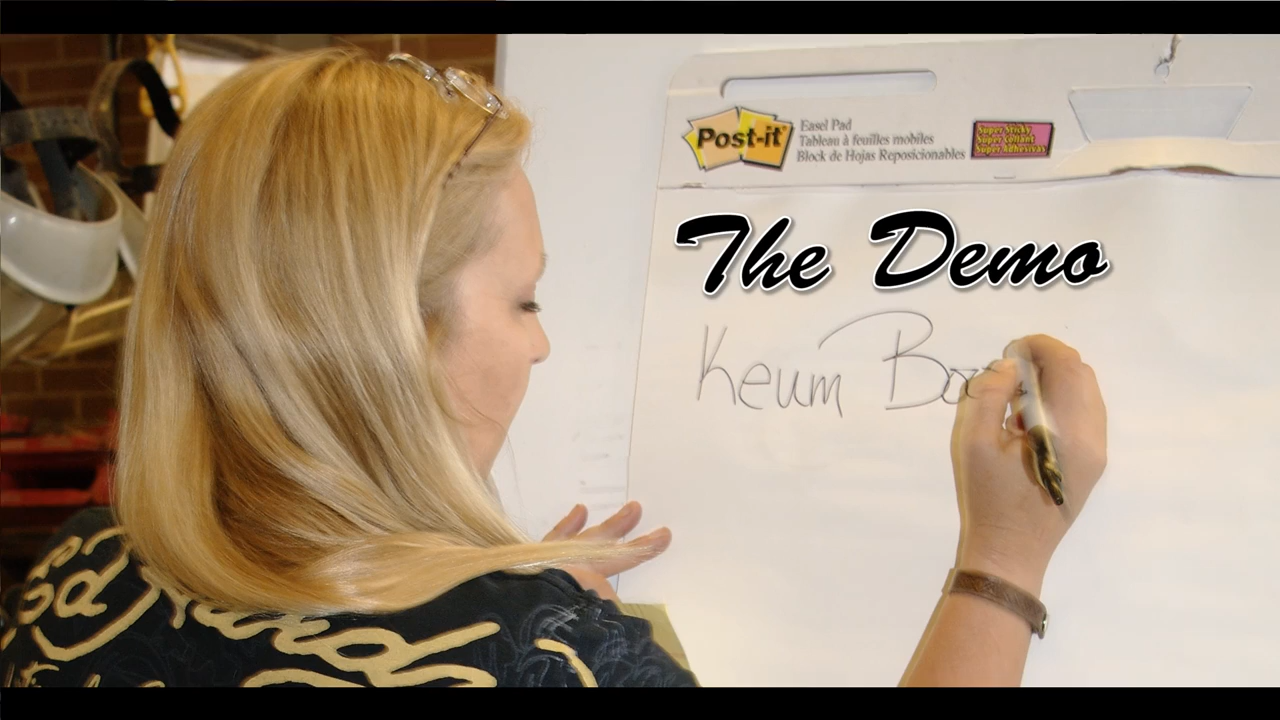 Post-it
Easel Pad
Tableau à feuilles mobiles
Block de Hojas Reposicionables
Super Sticky
Super collant
Super Adhesivas
The Demo
Keum Boo